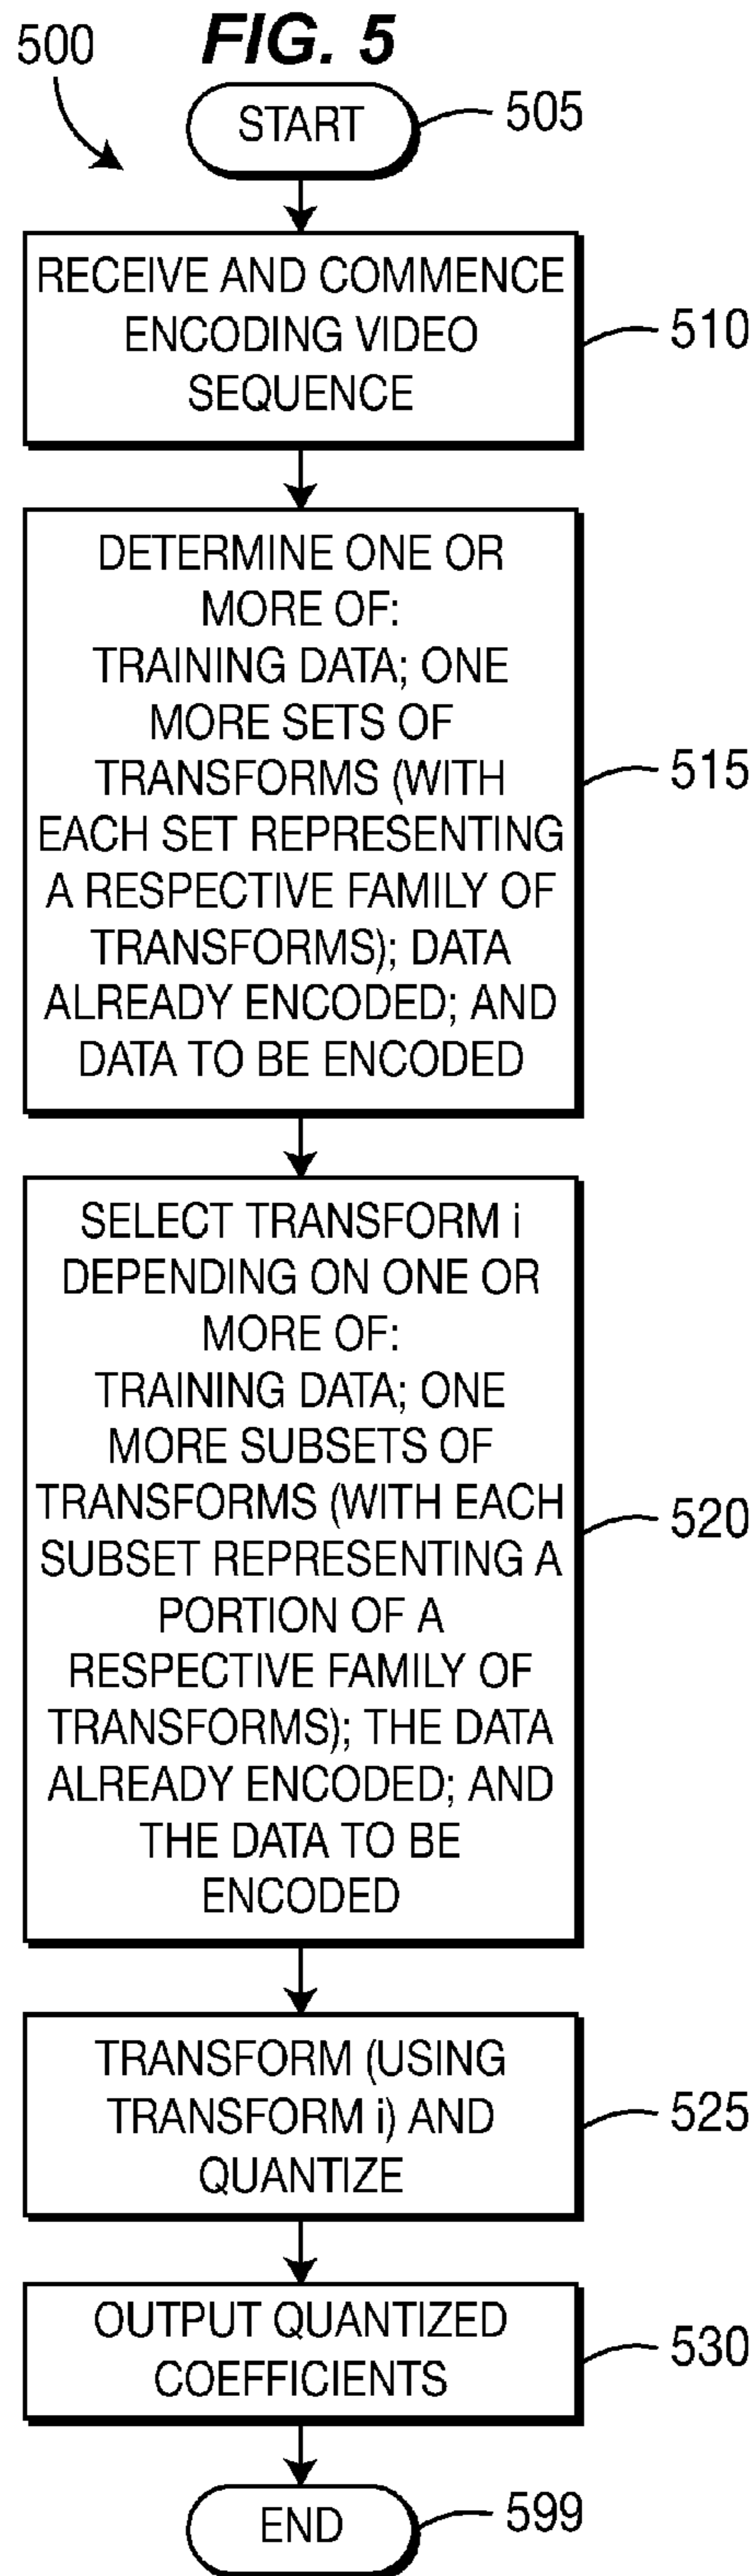 500
FIG. 5
START
505
RECEIVE AND COMMENCE
ENCODING VIDEO
SEQUENCE
510
DETERMINE ONE OR
MORE OF:
TRAINING DATA; ONE
MORE SETS OF
TRANSFORMS (WITH
EACH SET REPRESENTING
A RESPECTIVE FAMILY OF
TRANSFORMS); DATA
ALREADY ENCODED; AND
DATA TO BE ENCODED
515
SELECT TRANSFORM i
DEPENDING ON ONE OR
MORE OF:
TRAINING DATA; ONE
MORE SUBSETS OF
TRANSFORMS (WITH EACH
SUBSET REPRESENTING A
PORTION OF A
RESPECTIVE FAMILY OF
TRANSFORMS); THE DATA
ALREADY ENCODED; AND
THE DATA TO BE
ENCODED
520
TRANSFORM (USING
TRANSFORM i) AND
QUANTIZE
525
OUTPUT QUANTIZED
COEFFICIENTS
530
END
599